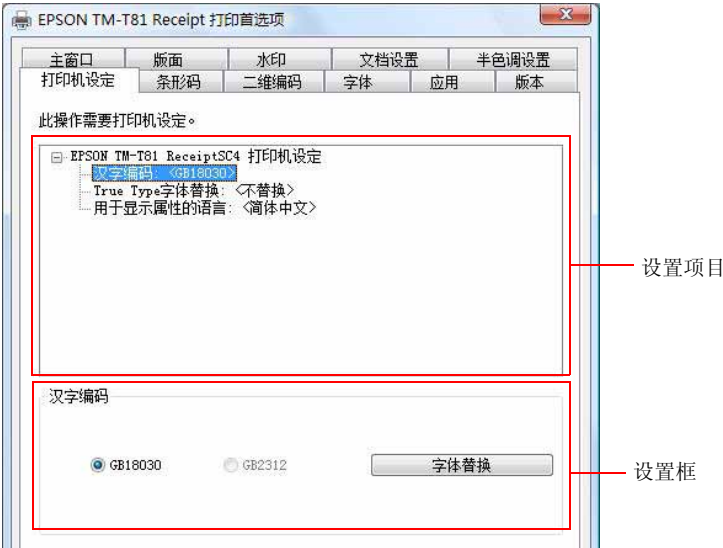 EPSON TM-T81 Receipt 打印首选项
主窗口 版面 水印 文档设置 半色调设置
打印机设定 条形码 二维编码 字体 应用 版本
此操作需要打印机设定。
EPSON TM-T81 ReceiptSC4 打印机设定
汉字编码: <GB18030>
True Type字体替换: <不替换>
用于显示属性的语言: <简体中文>
设置项目
汉字编码
GB18030 GB2312 字体替换
设置框